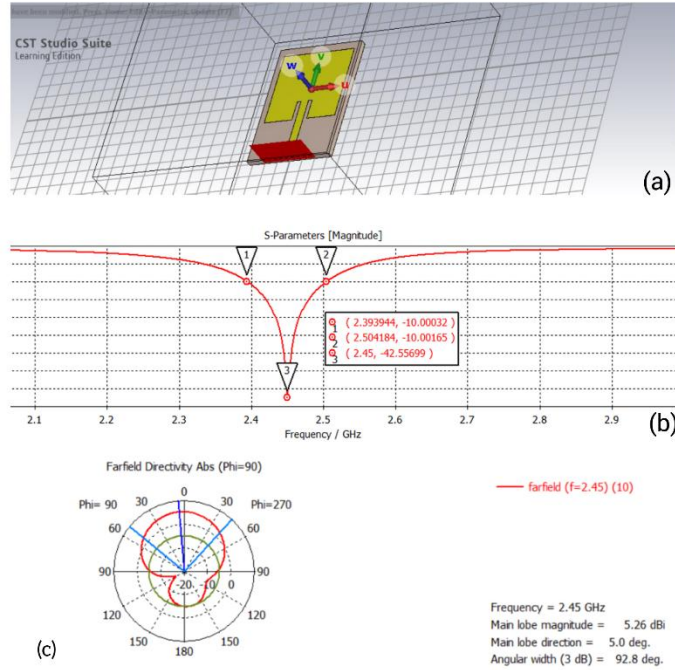 CST Studio Suite
Learning Edition
w
v
u
(a)
S-Parameters [Magnitude]
1
2
1 ( 2.393944, -10.00032)
2 ( 2.504184, -10.00165)
3 ( 2.45, -42.55699)
3
2.1 2.2 2.3 2.4 2.5 2.6 2.7 2.8 2.9
Frequency / GHz
(b)
Farfield Directivity Abs (Phi=90)
farfield (f=2.45) (10)
0
30 30
Phi= 90 Phi=270
60 60
90 -20 -10 0 90
120 120
150 150
180
Frequency = 2.45 GHz
Main lobe magnitude = 5.26 dBi
Main lobe direction = 5.0 deg.
Angular width (3 dB) = 92.8 deg.
(c)